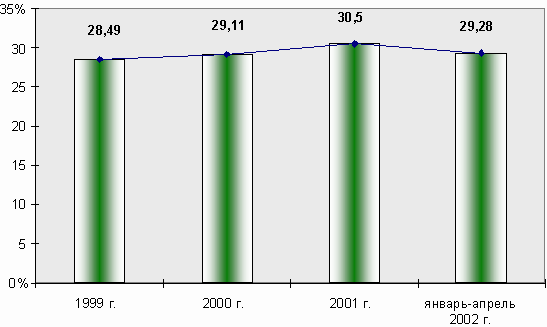 35%
30
25
20
15
10
5
0%
28,49
29,11
30,5
29,28
1999 г.
2000 г.
2001 г.
январь-апрель
2002 г.